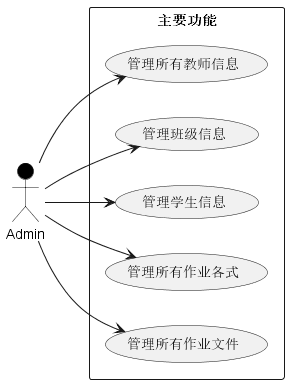 主要功能
管理所有教师信息
管理班级信息
管理学生信息
Admin
管理所有作业各式
管理所有作业文件